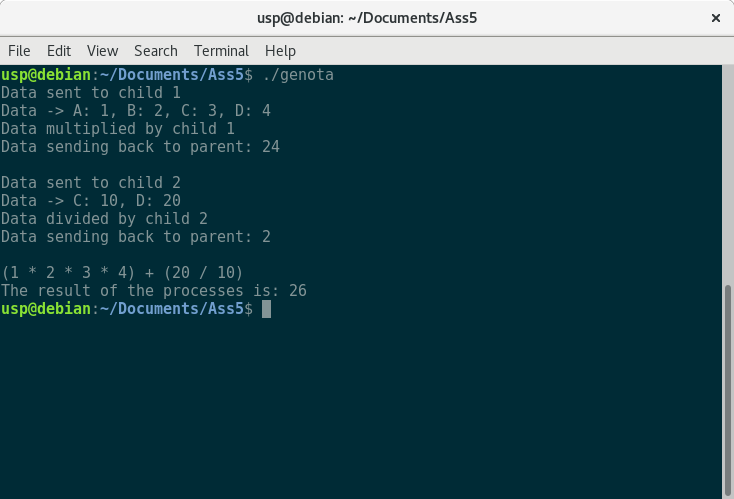 usp@debian: ~/Documents/Ass5
File Edit View Search Terminal Help
usp@debian:~/Documents/Ass5$ ./genota
Data sent to child 1
Data -> A: 1, B: 2, C: 3, D: 4
Data multiplied by child 1
Data sending back to parent: 24
Data sent to child 2
Data -> C: 10, D: 20
Data divided by child 2
Data sending back to parent: 2
(1 * 2 * 3 * 4) + (20 / 10)
The result of the processes is: 26
usp@debian:~/Documents/Ass5$